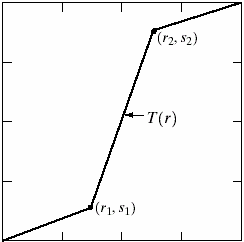 (r₂, s₂)
T(r)
(r₁, s₁)